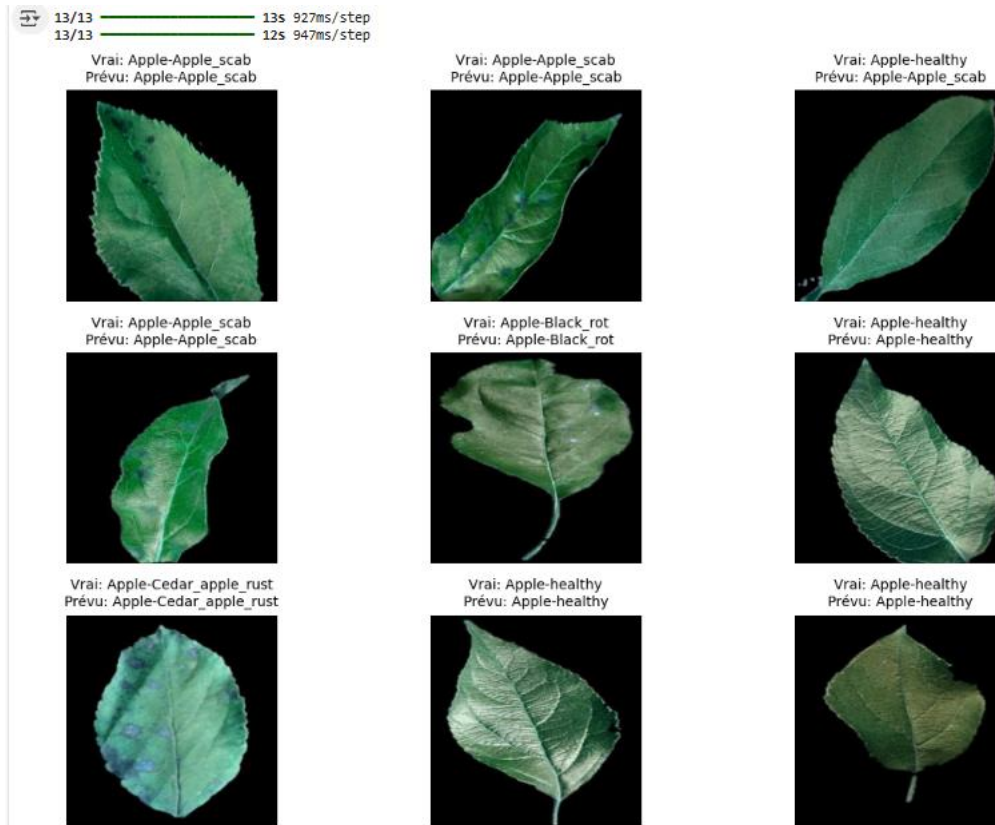 13/13 13s 927ms/step
13/13 12s 947ms/step
Vrai: Apple-Apple_scab
Prévu: Apple-Apple_scab
Vrai: Apple-Apple_scab
Prévu: Apple-Apple_scab
Vrai: Apple-healthy
Prévu: Apple-Apple_scab
Vrai: Apple-Apple_scab
Prévu: Apple-Apple_scab
Vrai: Apple-Black_rot
Prévu: Apple-Black_rot
Vrai: Apple-healthy
Prévu: Apple-healthy
Vrai: Apple-Cedar_apple_rust
Prévu: Apple-Cedar_apple_rust
Vrai: Apple-healthy
Prévu: Apple-healthy
Vrai: Apple-healthy
Prévu: Apple-healthy